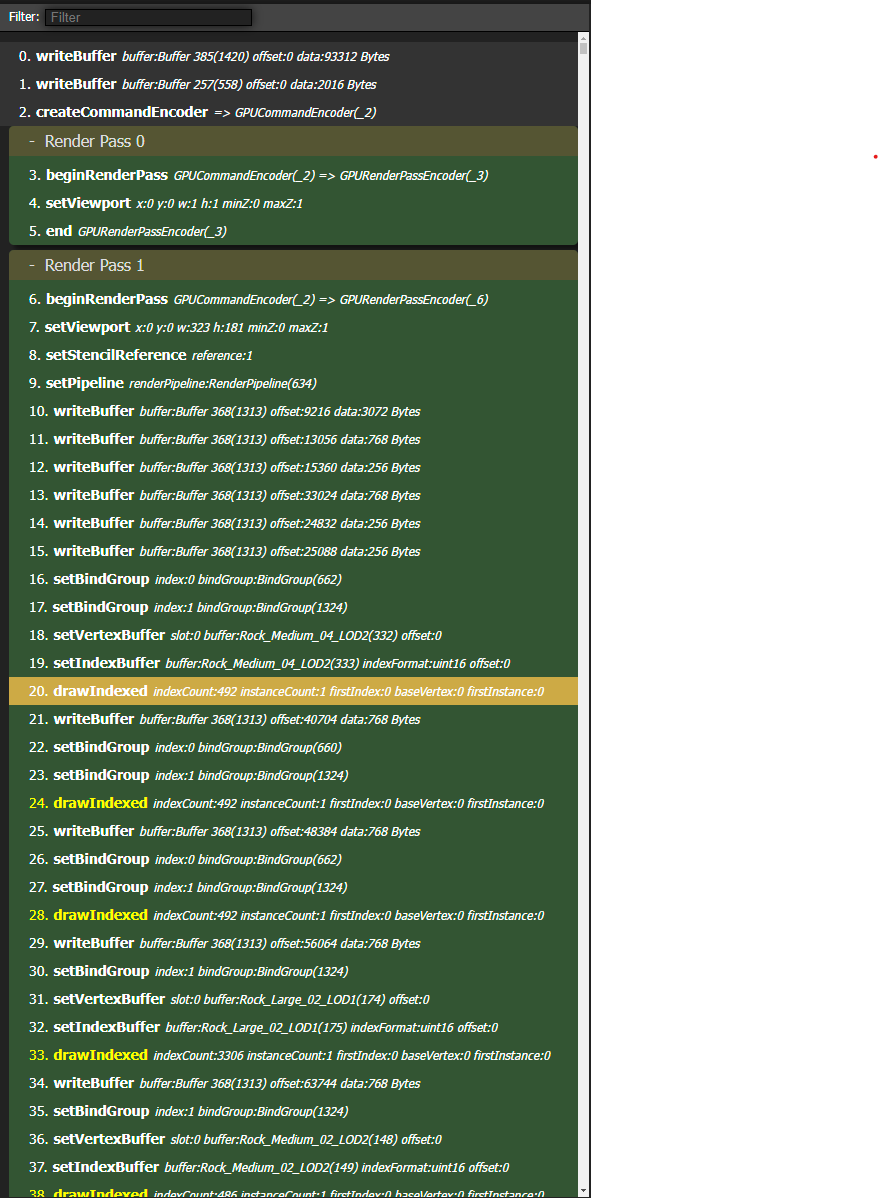 Filter: Filter
0. writeBuffer buffer:Buffer 385(1420) offset:0 data:93312 Bytes
1. writeBuffer buffer:Buffer 257(558) offset:0 data:2016 Bytes
2. createCommandEncoder => GPUCommandEncoder(_2)
- Render Pass 0
3. beginRenderPass GPUCommandEncoder(_2) => GPURenderPassEncoder(_3)
4. setViewport x:0 y:0 w:1 h:1 minZ:0 maxZ:1
5. end GPURenderPassEncoder(_3)
- Render Pass 1
6. beginRenderPass GPUCommandEncoder(_2) => GPURenderPassEncoder(_6)
7. setViewport x:0 y:0 w:323 h:181 minZ:0 maxZ:1
8. setStencilReference reference:1
9. setPipeline renderPipeline:RenderPipeline(634)
10. writeBuffer buffer:Buffer 368(1313) offset:9216 data:3072 Bytes
11. writeBuffer buffer:Buffer 368(1313) offset:13056 data:768 Bytes
12. writeBuffer buffer:Buffer 368(1313) offset:15360 data:256 Bytes
13. writeBuffer buffer:Buffer 368(1313) offset:33024 data:768 Bytes
14. writeBuffer buffer:Buffer 368(1313) offset:24832 data:256 Bytes
15. writeBuffer buffer:Buffer 368(1313) offset:25088 data:256 Bytes
16. setBindGroup index:0 bindGroup:BindGroup(662)
17. setBindGroup index:1 bindGroup:BindGroup(1324)
18. setVertexBuffer slot:0 buffer:Rock_Medium_04_LOD2(332) offset:0
19. setIndexBuffer buffer:Rock_Medium_04_LOD2(333) indexFormat:uint16 offset:0
20. drawIndexed indexCount:492 instanceCount:1 firstIndex:0 baseVertex:0 firstInstance:0
21. writeBuffer buffer:Buffer 368(1313) offset:40704 data:768 Bytes
22. setBindGroup index:0 bindGroup:BindGroup(660)
23. setBindGroup index:1 bindGroup:BindGroup(1324)
24. drawIndexed indexCount:492 instanceCount:1 firstIndex:0 baseVertex:0 firstInstance:0
25. writeBuffer buffer:Buffer 368(1313) offset:48384 data:768 Bytes
26. setBindGroup index:0 bindGroup:BindGroup(662)
27. setBindGroup index:1 bindGroup:BindGroup(1324)
28. drawIndexed indexCount:492 instanceCount:1 firstIndex:0 baseVertex:0 firstInstance:0
29. writeBuffer buffer:Buffer 368(1313) offset:56064 data:768 Bytes
30. setBindGroup index:1 bindGroup:BindGroup(1324)
31. setVertexBuffer slot:0 buffer:Rock_Large_02_LOD1(174) offset:0
32. setIndexBuffer buffer:Rock_Large_02_LOD1(175) indexFormat:uint16 offset:0
33. drawIndexed indexCount:3306 instanceCount:1 firstIndex:0 baseVertex:0 firstInstance:0
34. writeBuffer buffer:Buffer 368(1313) offset:63744 data:768 Bytes
35. setBindGroup index:1 bindGroup:BindGroup(1324)
36. setVertexBuffer slot:0 buffer:Rock_Medium_02_LOD2(148) offset:0
37. setIndexBuffer buffer:Rock_Medium_02_LOD2(149) indexFormat:uint16 offset:0
38. drawIndexed indexCount:486 instanceCount:1 firstIndex:0 baseVertex:0 firstInstance:0